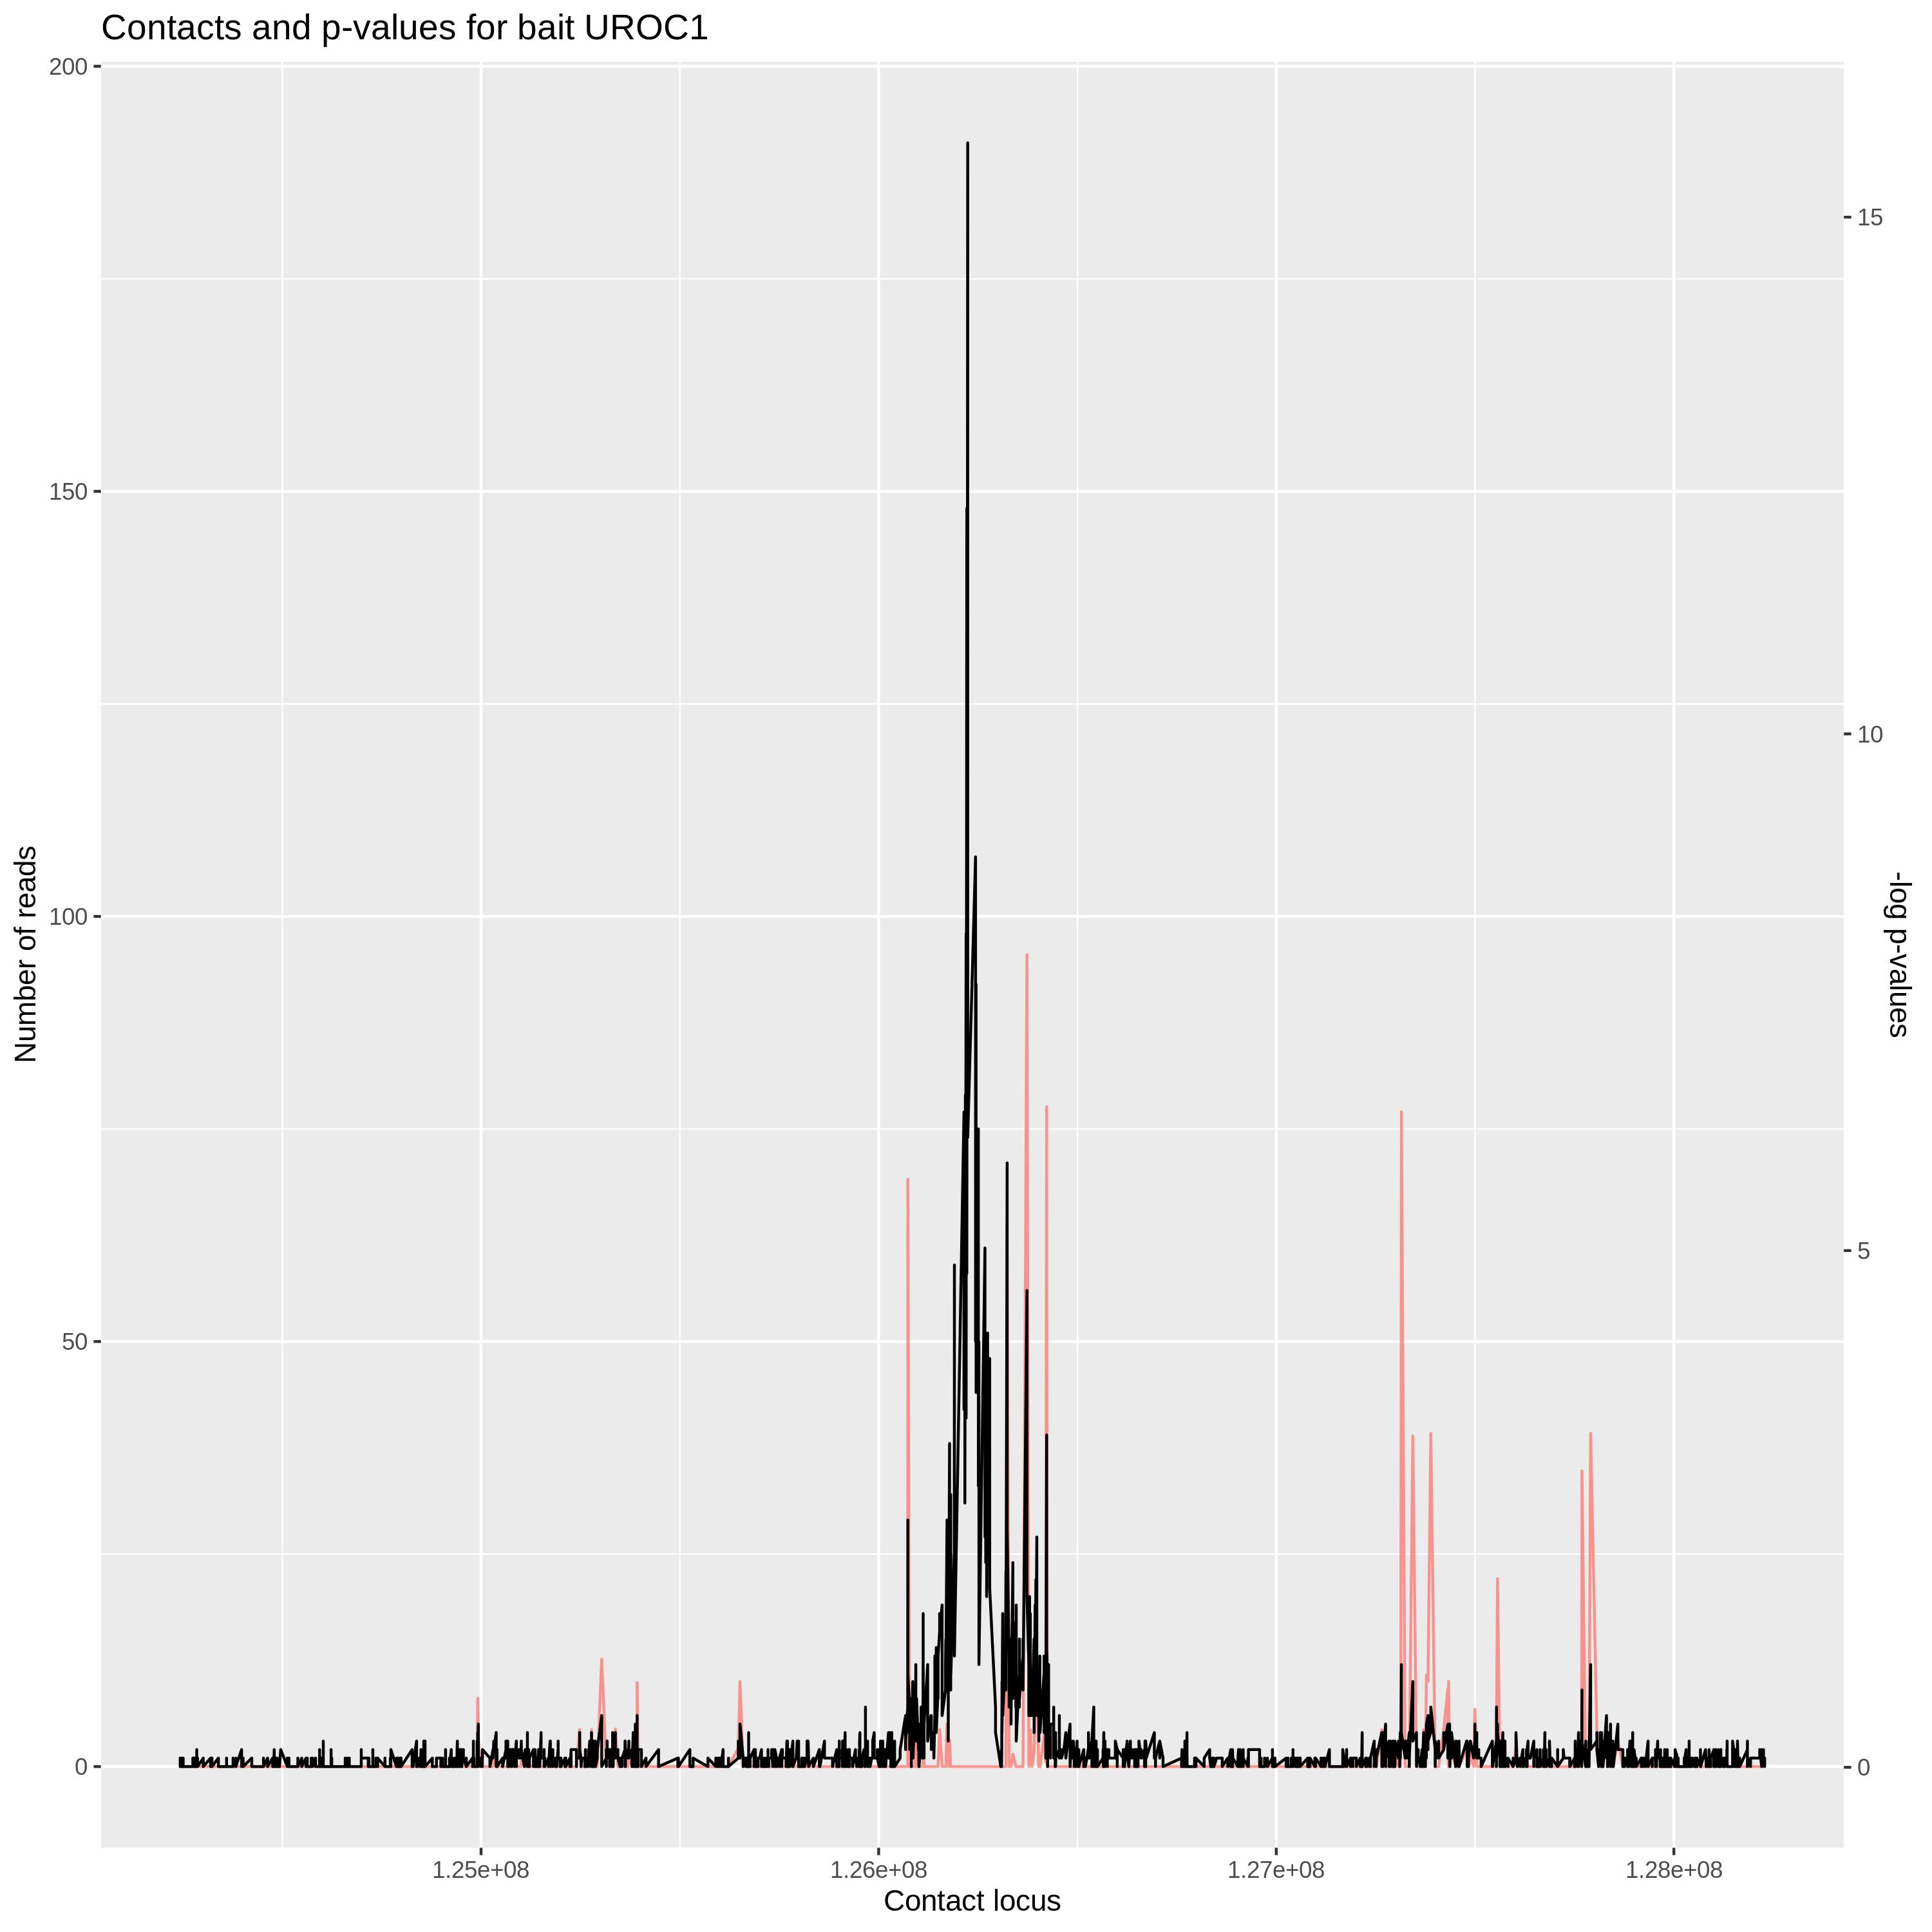 Contacts and p-values for bait UROC1
200
150
100
50
0
Number of reads
15
10
5
0
-log p-values
1.25e+08
1.26e+08
1.27e+08
1.28e+08
Contact locus